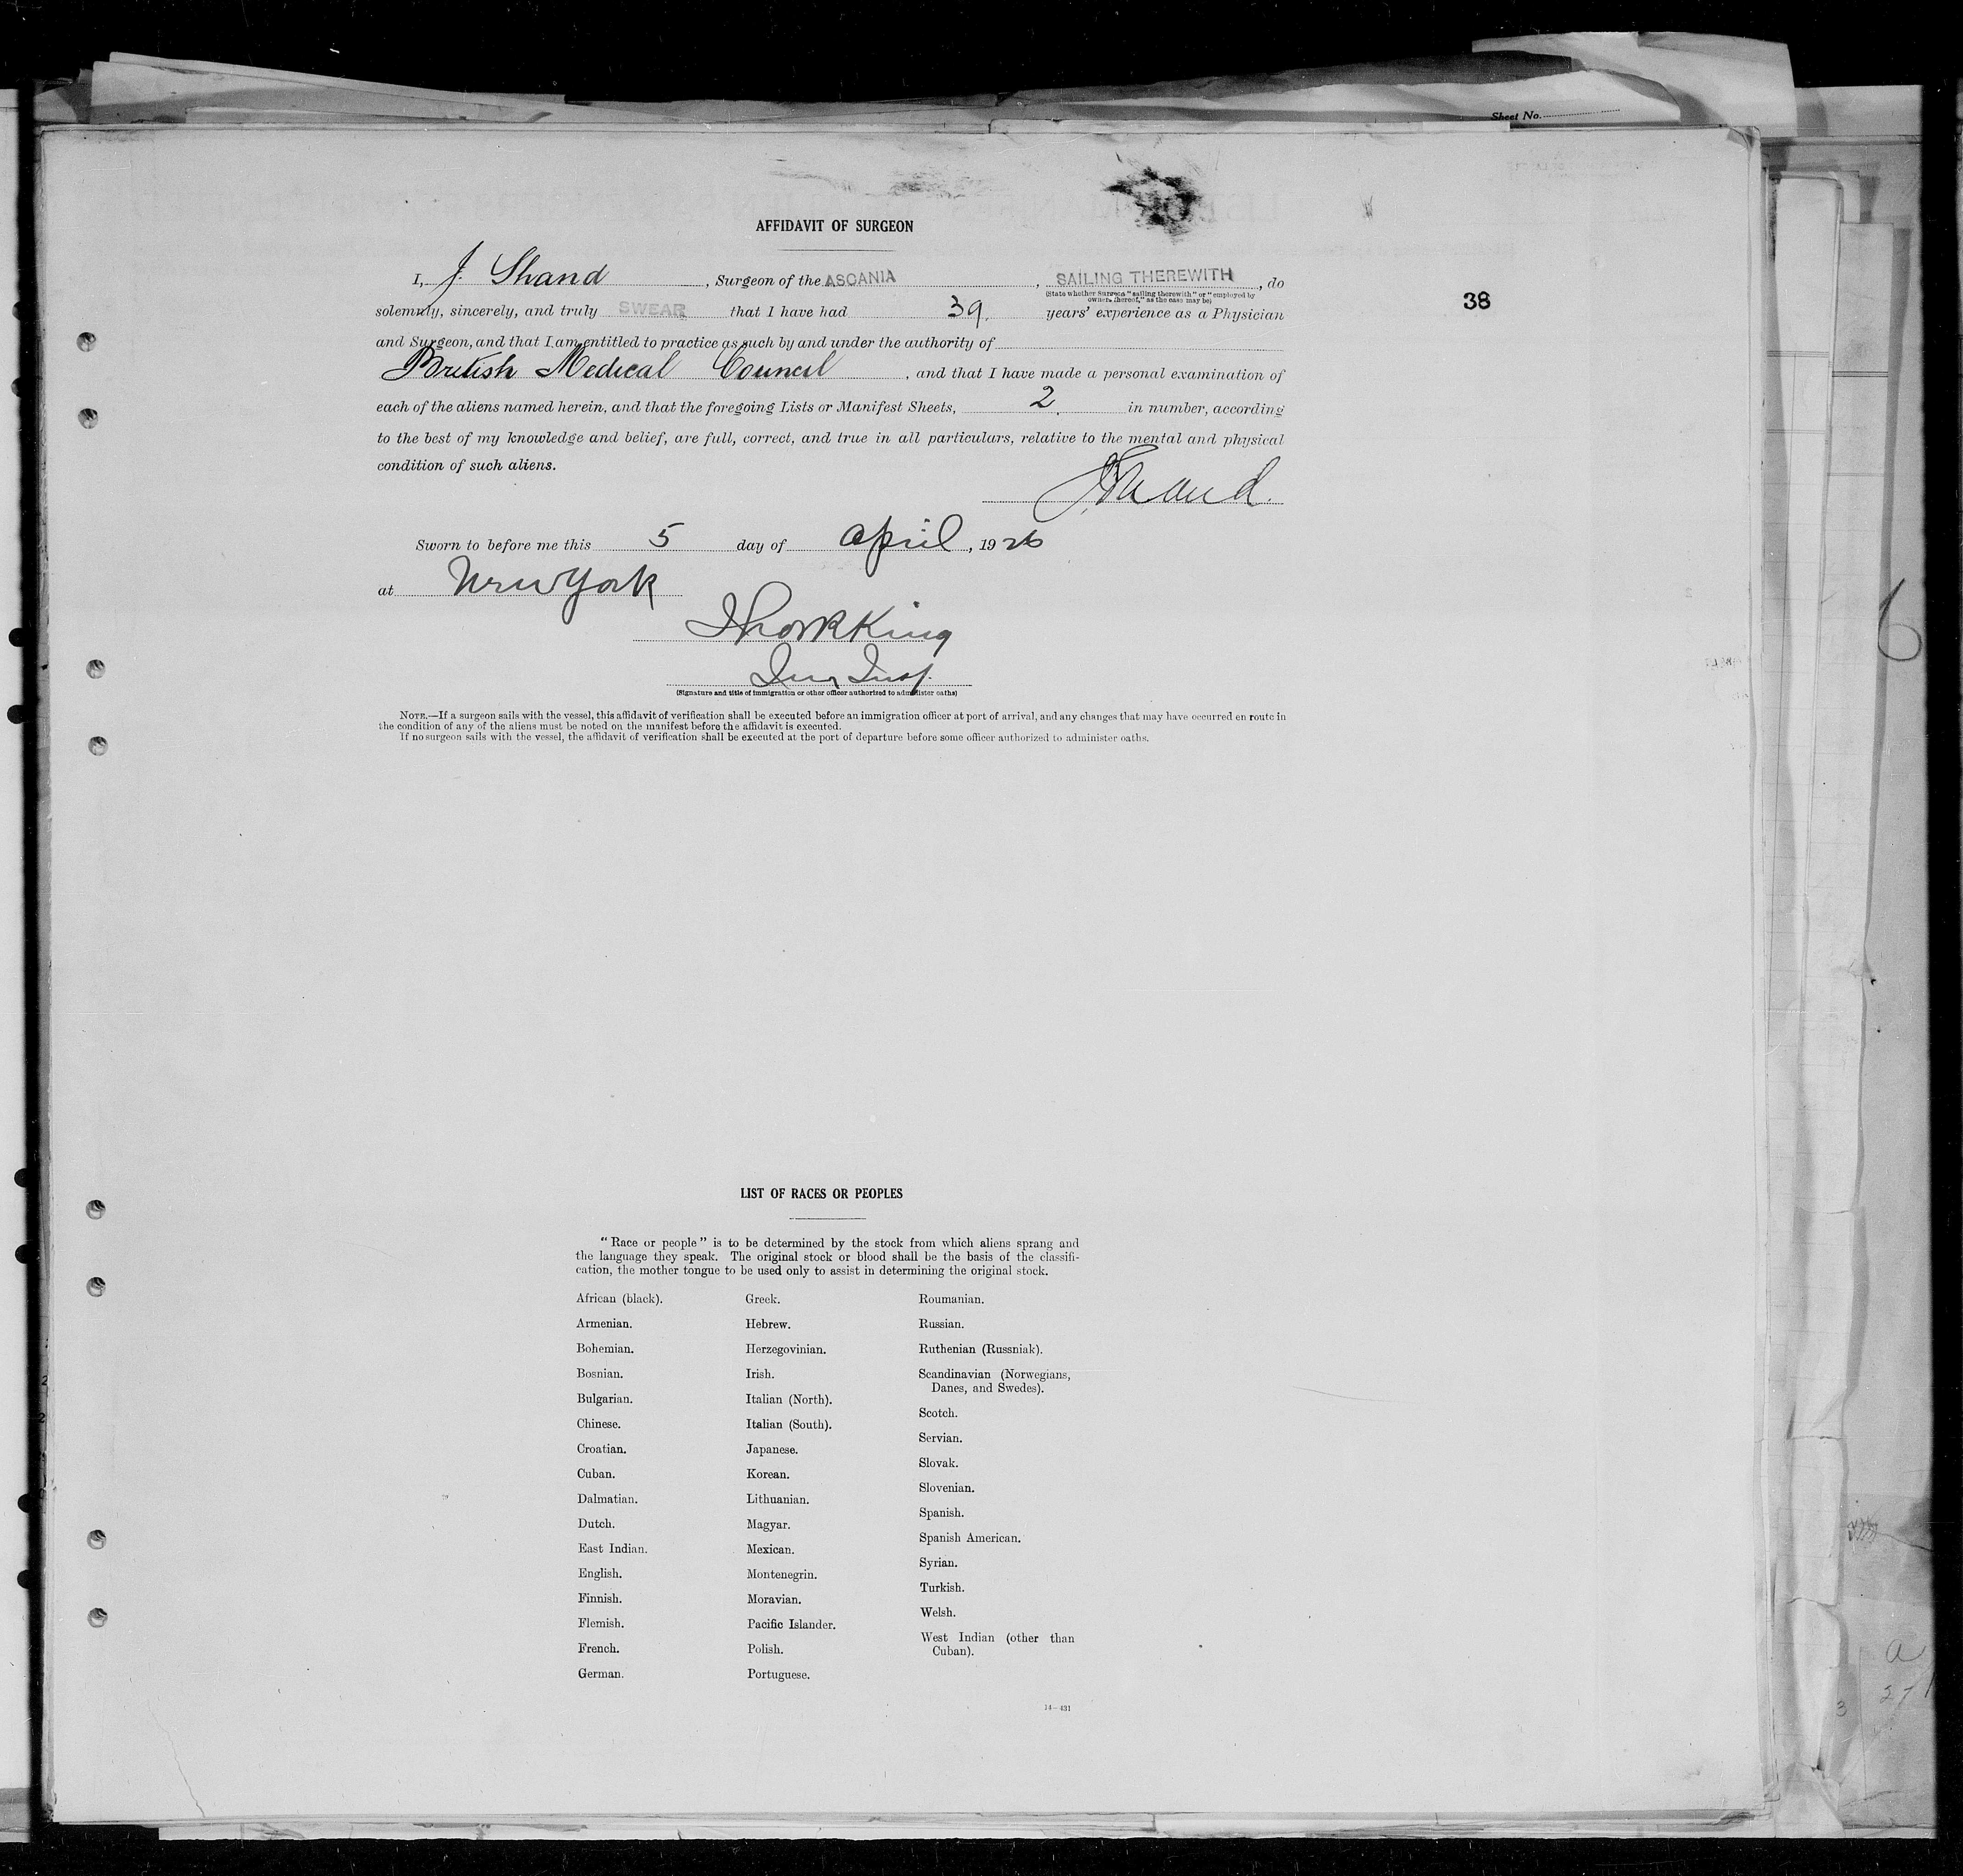 Sheet No.
AFFIDAVIT OF SURGEON
I, J. Shand, Surgeon of the ASCANIA, SAILING THEREWITH, do
(State whether Surgeon "sailing therewith" or "employed by
owners thereof," as the case may be)
38
solemnly, sincerely, and truly SWEAR that I have had 39. years' experience as a Physician
and Surgeon, and that I am entitled to practice as such by and under the authority of
British Medical Council, and that I have made a personal examination of
each of the aliens named herein, and that the foregoing Lists or Manifest Sheets, 2. in number, according
to the best of my knowledge and belief, are full, correct, and true in all particulars, relative to the mental and physical
condition of such aliens.
J Shand.
Sworn to before me this 5 day of April, 1926
at New York
King
Imm Insp.
(Signature and title of immigration or other officer authorized to administer oaths)
6
NOTE.—If a surgeon sails with the vessel, this affidavit of verification shall be executed before an immigration officer at port of arrival, and any changes that may have occurred en route in
the condition of any of the aliens must be noted on the manifest before the affidavit is executed.
If no surgeon sails with the vessel, the affidavit of verification shall be executed at the port of departure before some officer authorized to administer oaths.
LIST OF RACES OR PEOPLES
"Race or people" is to be determined by the stock from which aliens sprang and
the language they speak. The original stock or blood shall be the basis of the classifi-
cation, the mother tongue to be used only to assist in determining the original stock.
African (black).
Armenian.
Bohemian.
Bosnian.
Bulgarian.
Chinese.
Croatian.
Cuban.
Dalmatian.
Dutch.
East Indian.
English.
Finnish.
Flemish.
French.
German.
Greek.
Hebrew.
Herzegovinian.
Irish.
Italian (North).
Italian (South).
Japanese.
Korean.
Lithuanian.
Magyar.
Mexican.
Montenegrin.
Moravian.
Pacific Islander.
Polish.
Portuguese.
Roumanian.
Russian.
Ruthenian (Russniak).
Scandinavian (Norwegians,
Danes, and Swedes).
Scotch.
Servian.
Slovak.
Slovenian.
Spanish.
Spanish American.
Syrian.
Turkish.
Welsh.
West Indian (other than
Cuban).
14—431
a
27
3